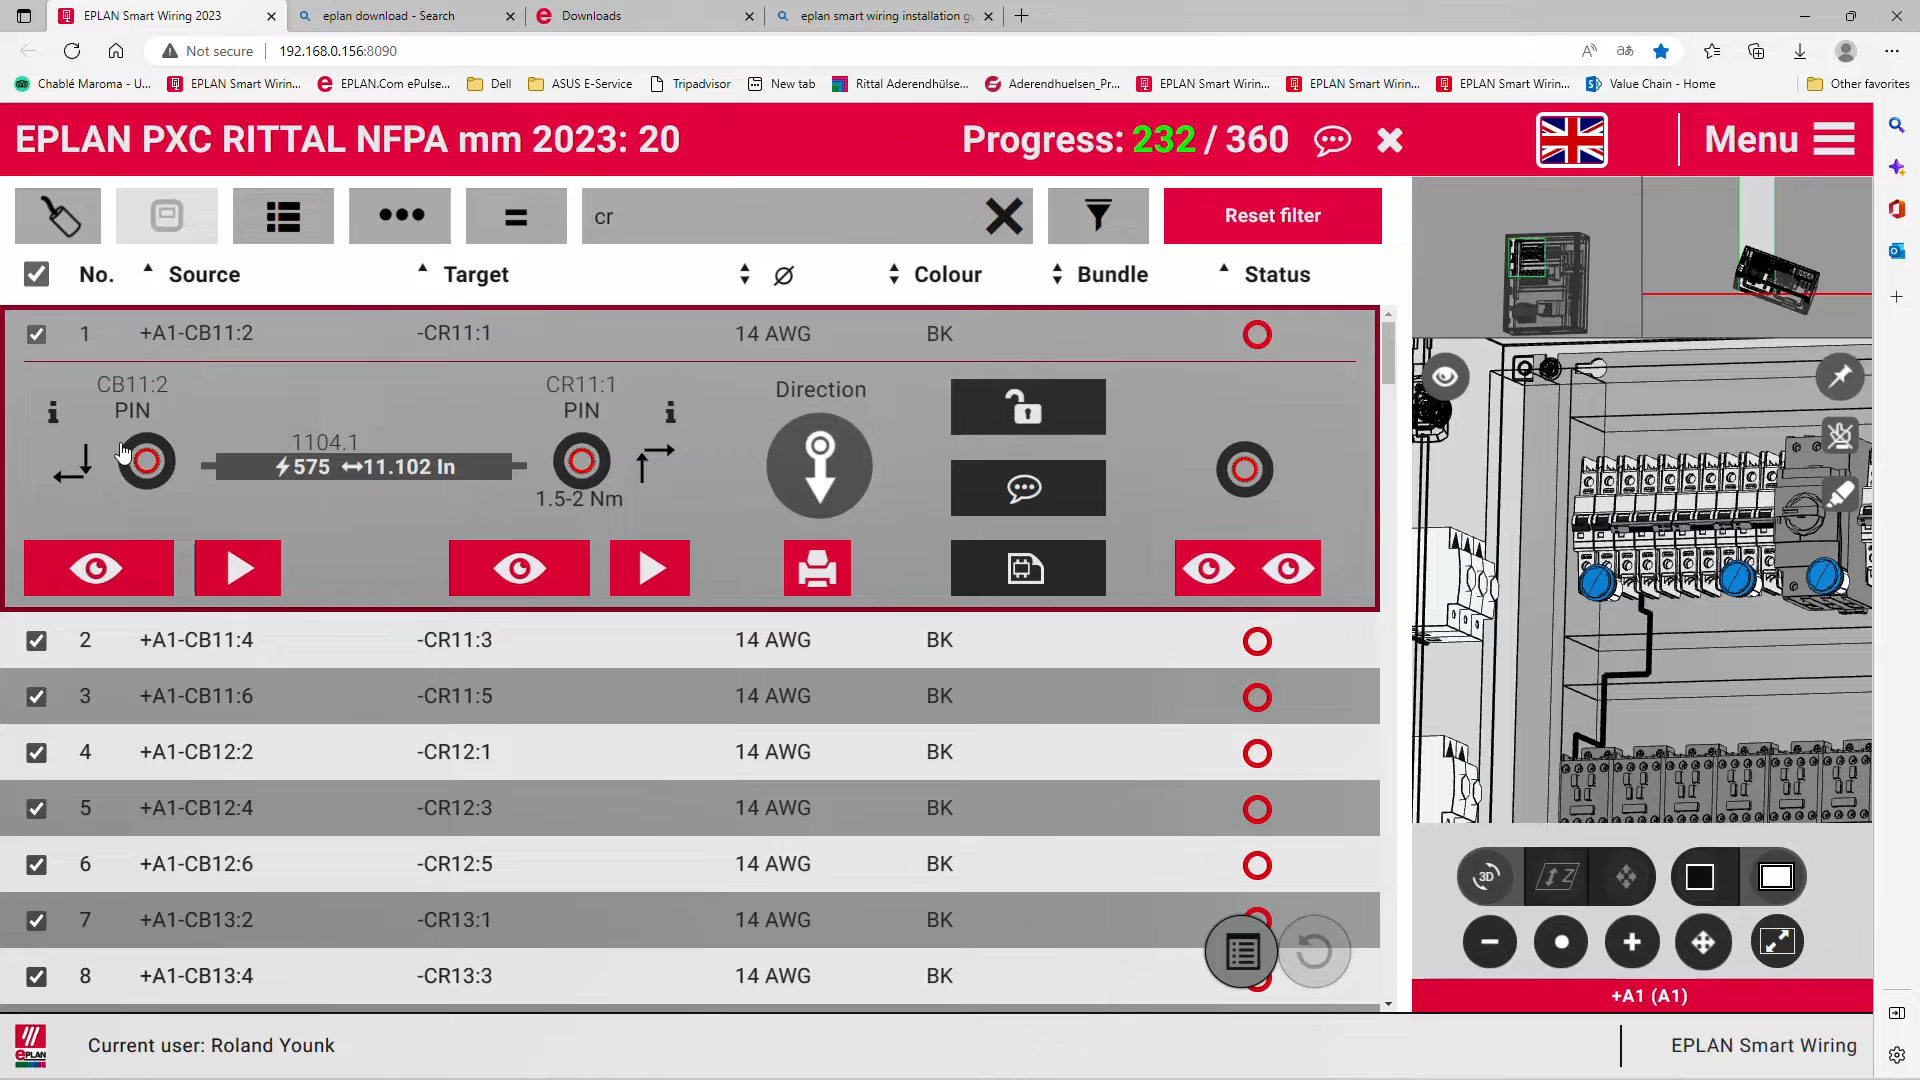 EPLAN Smart Wiring 2023
eplan download - Search
Downloads
eplan smart wiring installation gu
Not secure
192.168.0.156:8090
Chablé Maroma - U...
EPLAN Smart Wirin...
EPLAN.Com ePulse...
Dell
ASUS E-Service
Tripadvisor
New tab
Rittal Aderendhülse...
Aderendhuelsen_Pr...
EPLAN Smart Wirin...
EPLAN Smart Wirin...
EPLAN Smart Wirin...
Value Chain - Home
Other favorites
EPLAN PXC RITTAL NFPA mm 2023: 20
Progress: 232 / 360
Menu
cr
Reset filter
No. Source Target Ø Colour Bundle Status
1 +A1-CB11:2 -CR11:1 14 AWG BK
CB11:2
PIN
1104.1
575 11.102 In
CR11:1
PIN
1.5-2 Nm
Direction
2 +A1-CB11:4 -CR11:3 14 AWG BK
3 +A1-CB11:6 -CR11:5 14 AWG BK
4 +A1-CB12:2 -CR12:1 14 AWG BK
5 +A1-CB12:4 -CR12:3 14 AWG BK
6 +A1-CB12:6 -CR12:5 14 AWG BK
7 +A1-CB13:2 -CR13:1 14 AWG BK
8 +A1-CB13:4 -CR13:3 14 AWG BK
3D
Z
+A1 (A1)
ePLAN
Current user: Roland Younk
EPLAN Smart Wiring